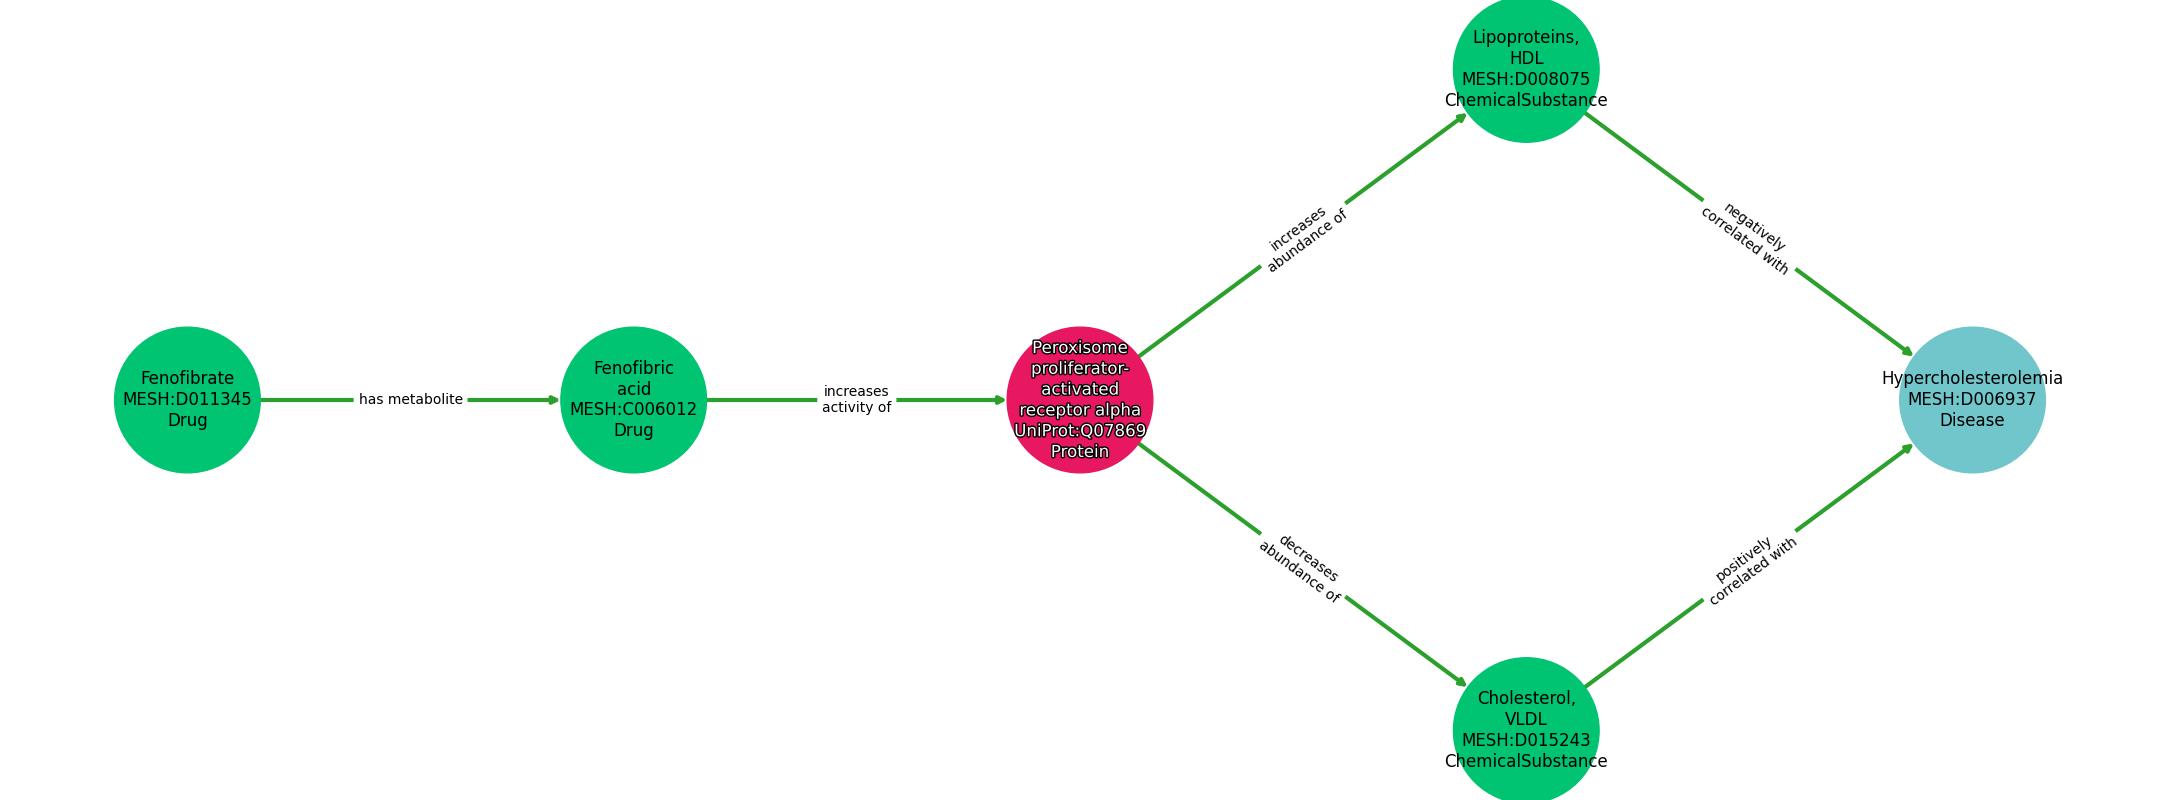 Fenofibrate
MESH:D011345
Drug
has metabolite
Fenofibric
acid
MESH:C006012
Drug
increases
activity of
Peroxisome
proliferator-
activated
receptor alpha
UniProt:Q07869
Protein
increases
abundance of
Lipoproteins,
HDL
MESH:D008075
ChemicalSubstance
negatively
correlated with
decreases
abundance of
Cholesterol,
VLDL
MESH:D015243
ChemicalSubstance
positively
correlated with
Hypercholesterolemia
MESH:D006937
Disease